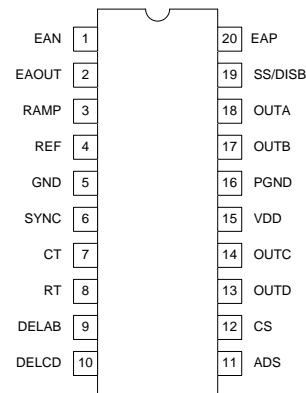 EAN 1 20 EAP
EAOUT 2 19 SS/DISB
RAMP 3 18 OUTA
REF 4 17 OUTB
GND 5 16 PGND
SYNC 6 15 VDD
CT 7 14 OUTC
RT 8 13 OUTD
DELAB 9 12 CS
DELCD 10 11 ADS